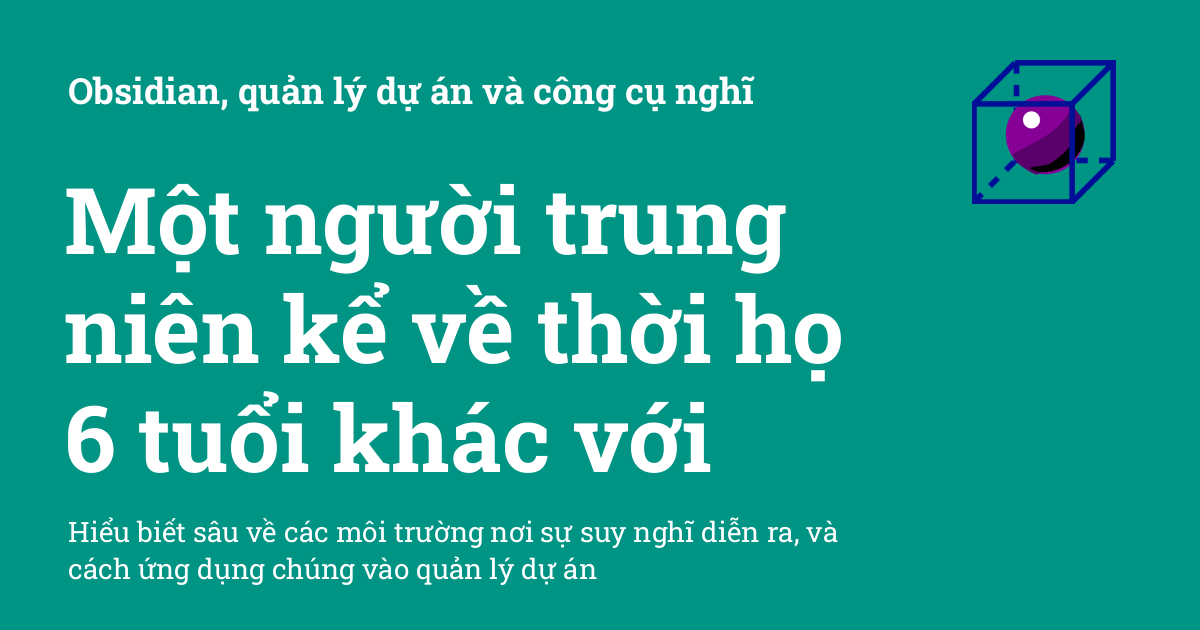 Obsidian, quản lý dự án và công cụ nghĩ
Một người trung
niên kể về thời họ
6 tuổi khác với
Hiểu biết sâu về các môi trường nơi sự suy nghĩ diễn ra, và
cách ứng dụng chúng vào quản lý dự án